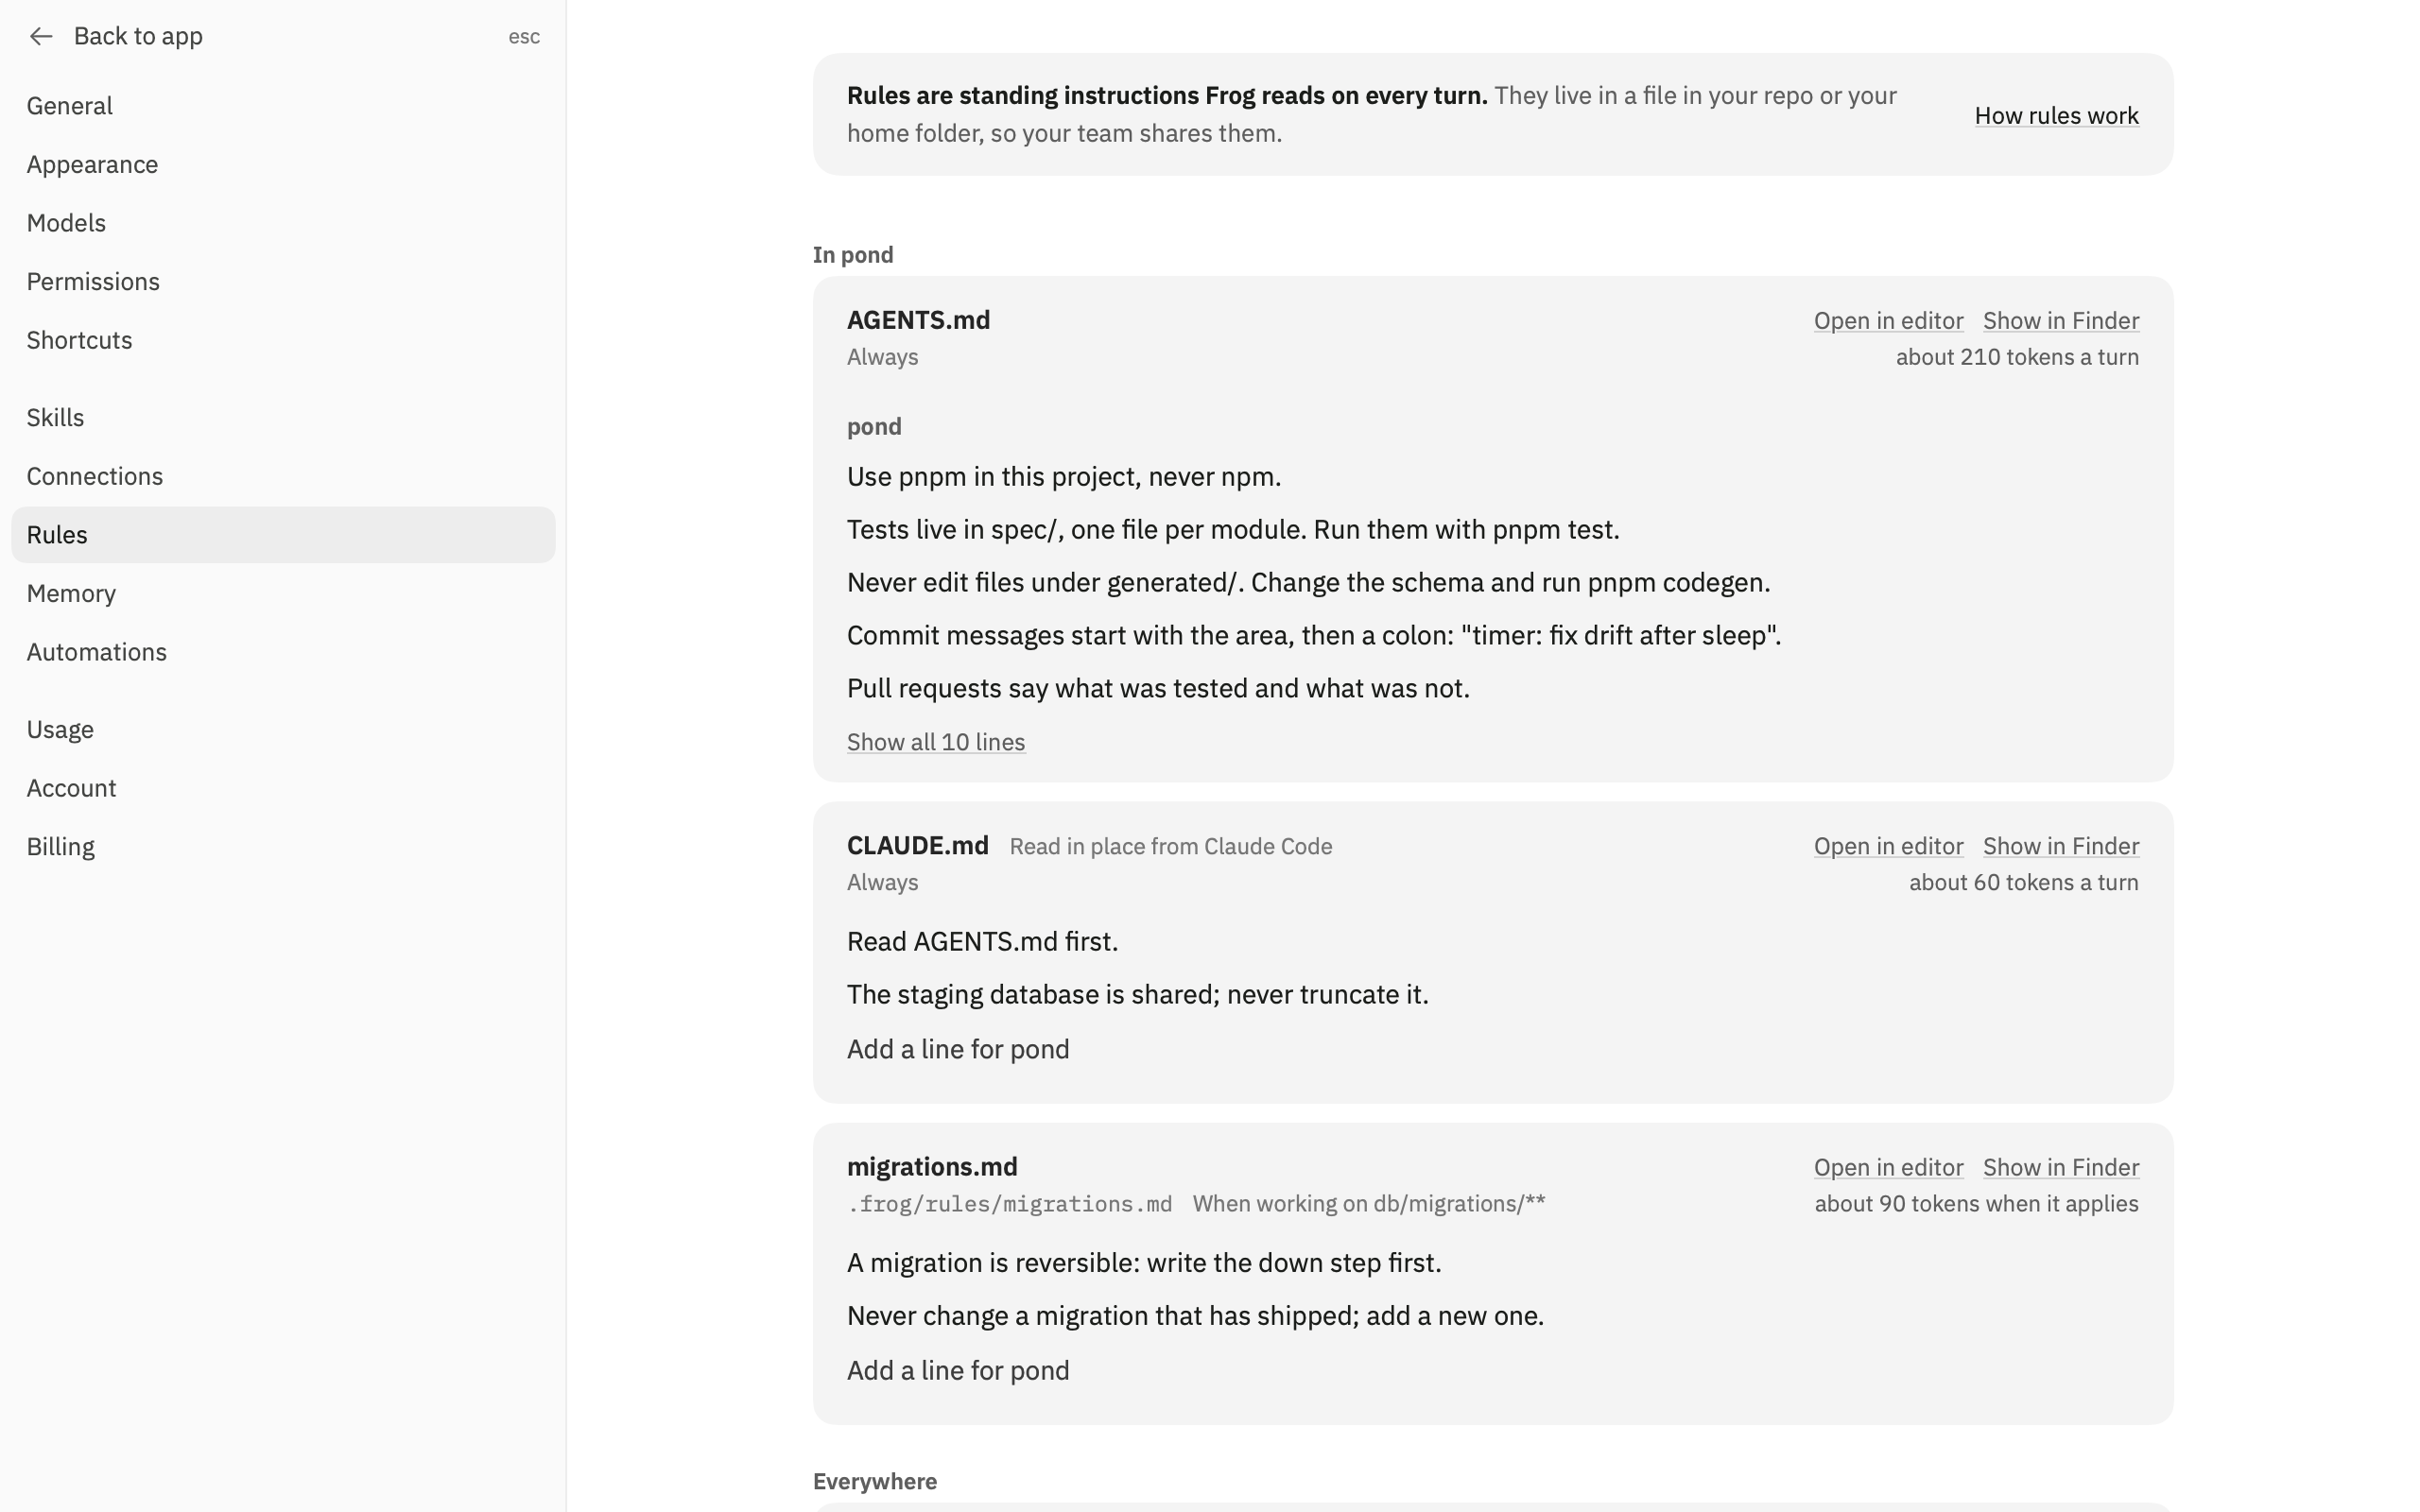 Back to app
esc
General
Appearance
Models
Permissions
Shortcuts
Skills
Connections
Rules
Memory
Automations
Usage
Account
Billing
Rules are standing instructions Frog reads on every turn. They live in a file in your repo or your
home folder, so your team shares them.
How rules work
In pond
AGENTS.md
Open in editor
Show in Finder
Always
about 210 tokens a turn
pond
Use pnpm in this project, never npm.
Tests live in spec/, one file per module. Run them with pnpm test.
Never edit files under generated/. Change the schema and run pnpm codegen.
Commit messages start with the area, then a colon: "timer: fix drift after sleep".
Pull requests say what was tested and what was not.
Show all 10 lines
CLAUDE.md
Read in place from Claude Code
Open in editor
Show in Finder
Always
about 60 tokens a turn
Read AGENTS.md first.
The staging database is shared; never truncate it.
Add a line for pond
migrations.md
Open in editor
Show in Finder
.frog/rules/migrations.md
When working on db/migrations/**
about 90 tokens when it applies
A migration is reversible: write the down step first.
Never change a migration that has shipped; add a new one.
Add a line for pond
Everywhere